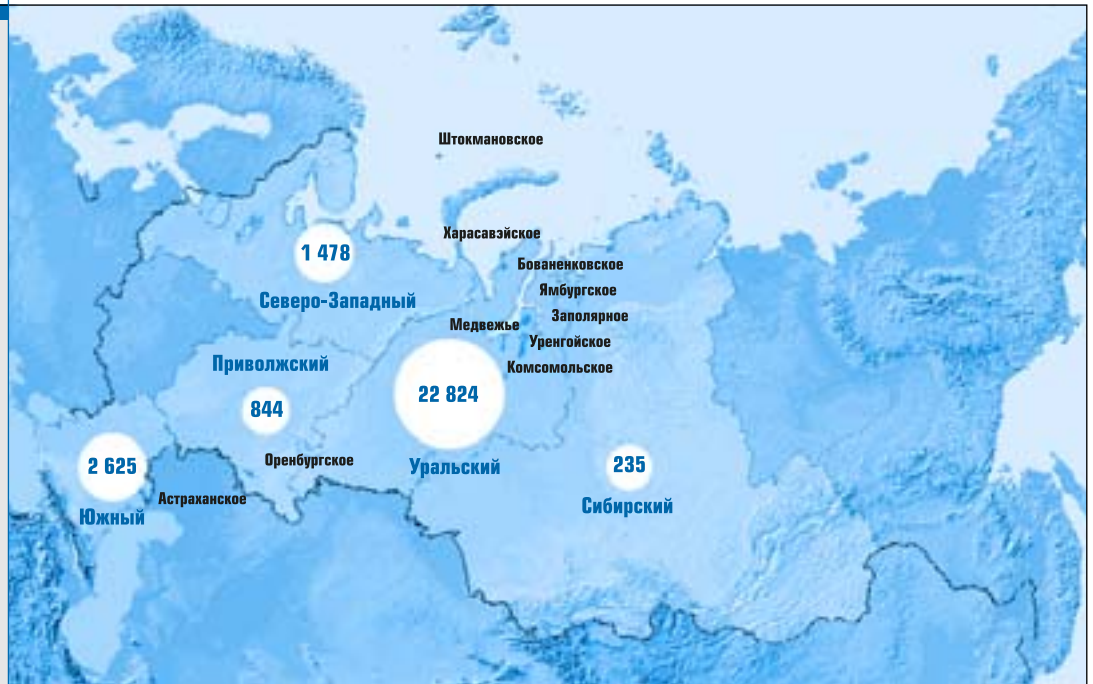 Штокмановское
Харасавэйское
1 478
Бованенковское
Ямбургское
Северо-Западный
Заполярное
Медвежье
Уренгойское
Приволжский
Комсомольское
22 824
844
Оренбургское
2 625
235
Уральский
Астраханское
Сибирский
Южный